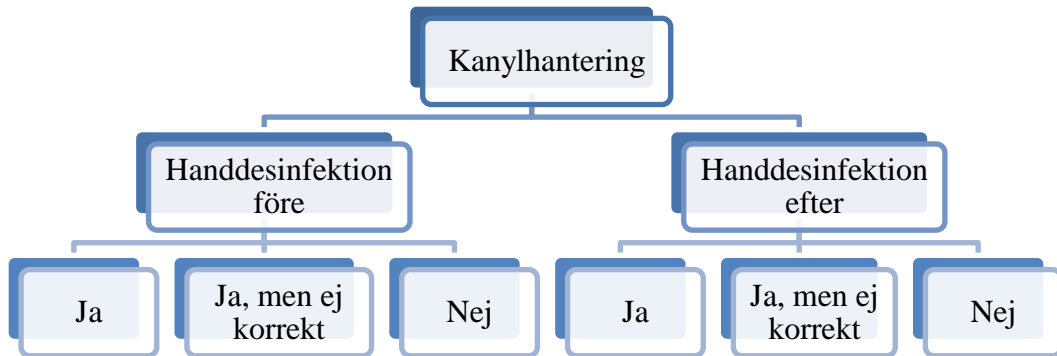 Kanylhantering
Handdesinfektion
före
Handdesinfektion
efter
Ja
Ja, men ej
korrekt
Nej
Ja
Ja, men ej
korrekt
Nej